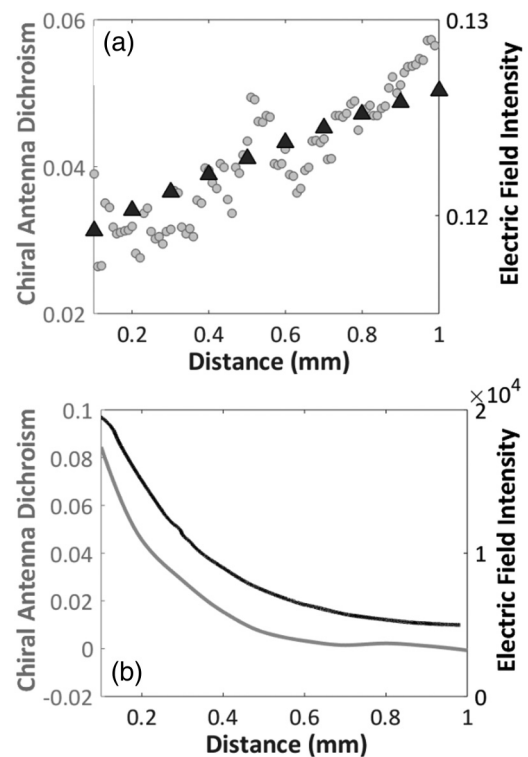 (a)
Chiral Antenna Dichroism
0.06
0.04
0.02
0.13
0.12
Electric Field Intensity
0.2 0.4 0.6 0.8 1
Distance (mm)
(b)
Chiral Antenna Dichroism
0.1
0.08
0.06
0.04
0.02
0
-0.02
×10⁴
2
1
0
Electric Field Intensity
0.2 0.4 0.6 0.8 1
Distance (mm)